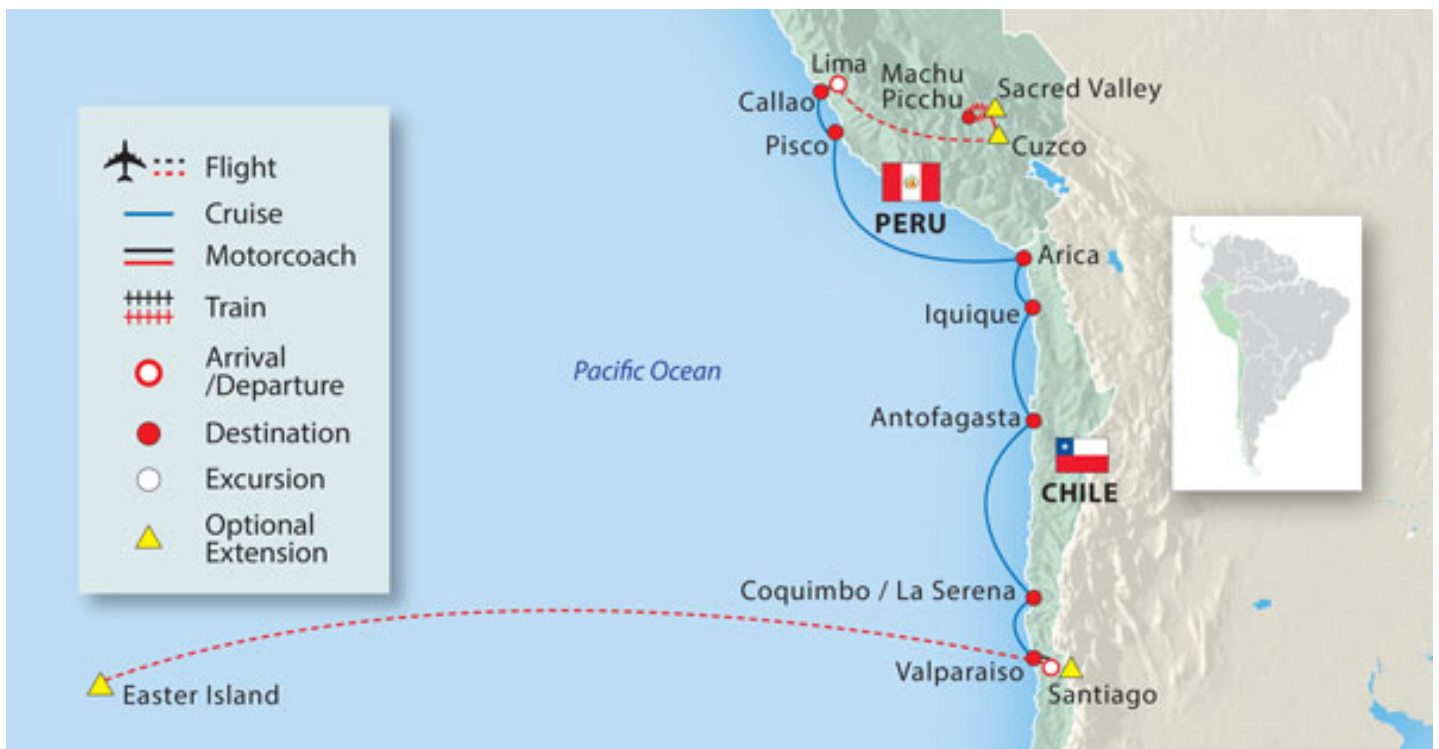 Flight
Cruise
Motorcoach
Train
Arrival
/Departure
Destination
Excursion
Optional
Extension
Lima
Callao
Pisco
Machu
Picchu
Sacred Valley
Cuzco
PERU
Arica
Iquique
Pacific Ocean
Antofagasta
CHILE
Coquimbo / La Serena
Valparaiso
Santiago
Easter Island